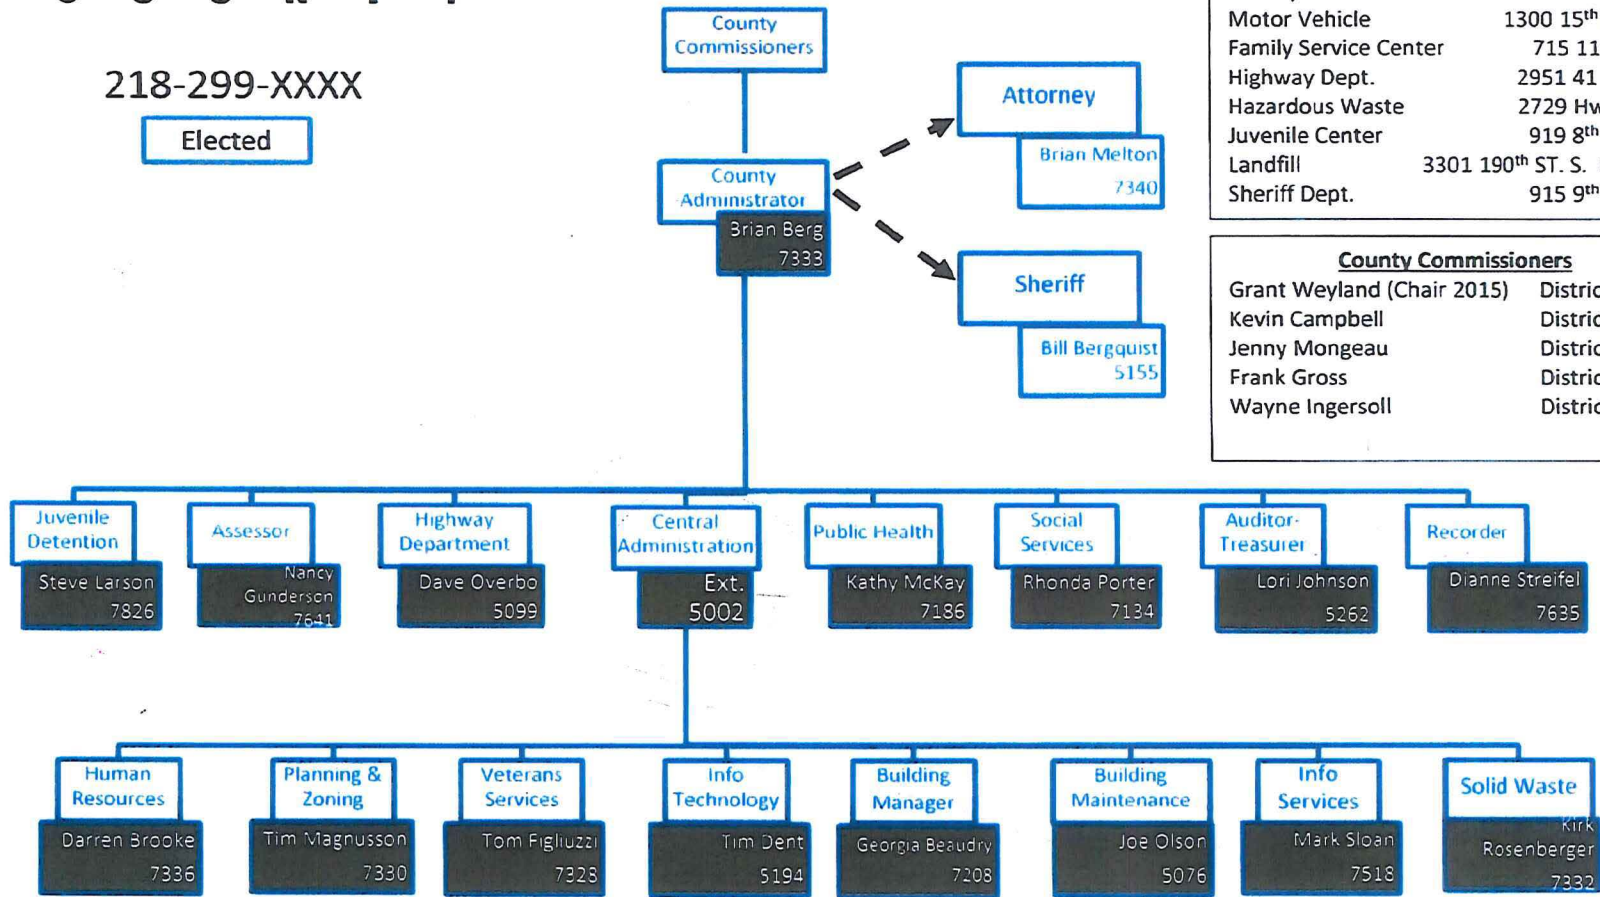 218-299-XXXX
Elected
County
Commissioners
County
Administrator
Brian Berg
7333
Attorney
Brian Melton
7340
Sheriff
Bill Bergquist
5155
Motor Vehicle 1300 15th
Family Service Center 715 11
Highway Dept. 2951 41
Hazardous Waste 2729 Hw
Juvenile Center 919 8th
Landfill 3301 190th ST. S.
Sheriff Dept. 915 9th
County Commissioners
Grant Weyland (Chair 2015) Distric
Kevin Campbell Distric
Jenny Mongeau Distric
Frank Gross Distric
Wayne Ingersoll Distric
Juvenile
Detention
Steve Larson
7826
Assessor
Nancy
Gunderson
7641
Highway
Department
Dave Overbo
5099
Central
Administration
Ext.
5002
Public Health
Kathy McKay
7186
Social
Services
Rhonda Porter
7134
Auditor-
Treasurer
Lori Johnson
5262
Recorder
Dianne Streifel
7635
Human
Resources
Darren Brooke
7336
Planning &
Zoning
Tim Magnusson
7330
Veterans
Services
Tom Figliuzzi
7328
Info
Technology
Tim Dent
5194
Building
Manager
Georgia Beaudry
7208
Building
Maintenance
Joe Olson
5076
Info
Services
Mark Sloan
7518
Solid Waste
Kirk
Rosenberger
7332